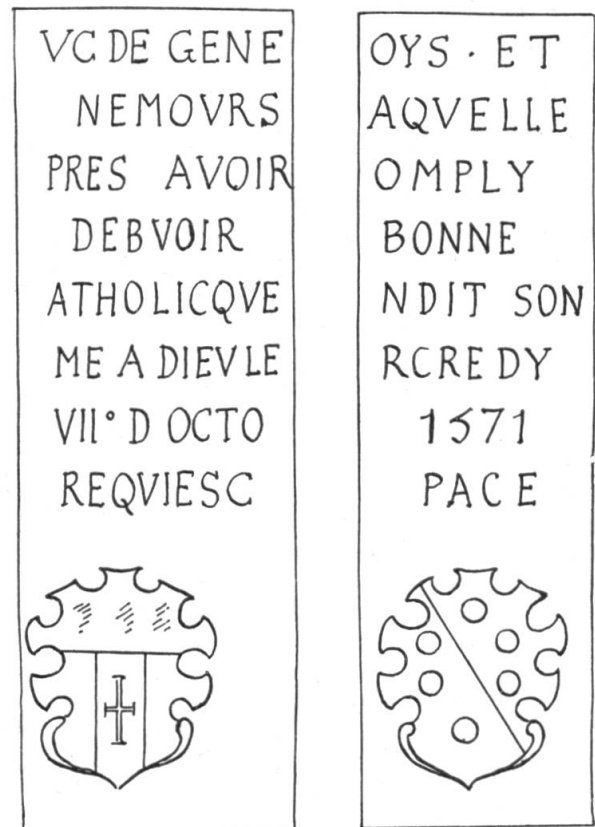 VC DE GENE OYS · ET
NEMOVRS AQVELLE
PRES AVOIR OMPLY
DEBVOIR BONNE
ATHOLICQVE NDIT SON
ME A DIEV LE RCREDY
VII° D OCTO 1571
REQVIESC PACE